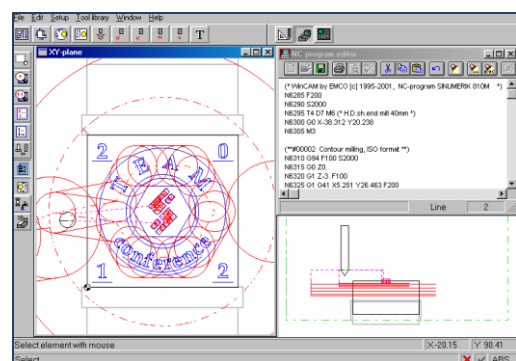 File Edit Setup Tool library Window Help
T
XY-plane
2 0
TEAM
conference
1 2
NC program editor
(* WinCAM by EMCO [c] 1995-2001, NC-program SINUMERIK 810M *)
N6285 F200
N6290 S2000
N6295 T4 D7 M6 (* H.D.sh.end mill 40mm *)
N6300 G0 X-38.312 Y20.238
N6305 M3
(**#00002 Contour milling, ISO format **)
N6310 G94 F100 S2000
N6315 G0 Z0.
N6320 G1 Z-3. F100
N6325 G1 G41 X5.251 Y26.463 F200
Line 2
Select element with mouse
X-20.15 Y 90.41
Select
ABS